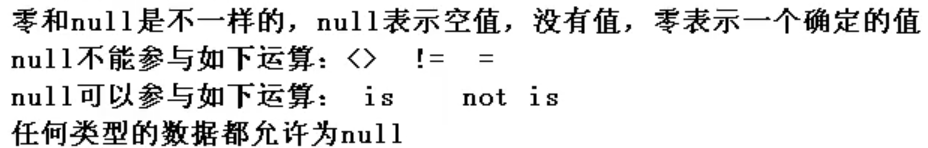 零和null是不一样的，null表示空值，没有值，零表示一个确定的值
null不能参与如下运算：<> != =
null可以参与如下运算： is not is
任何类型的数据都允许为null